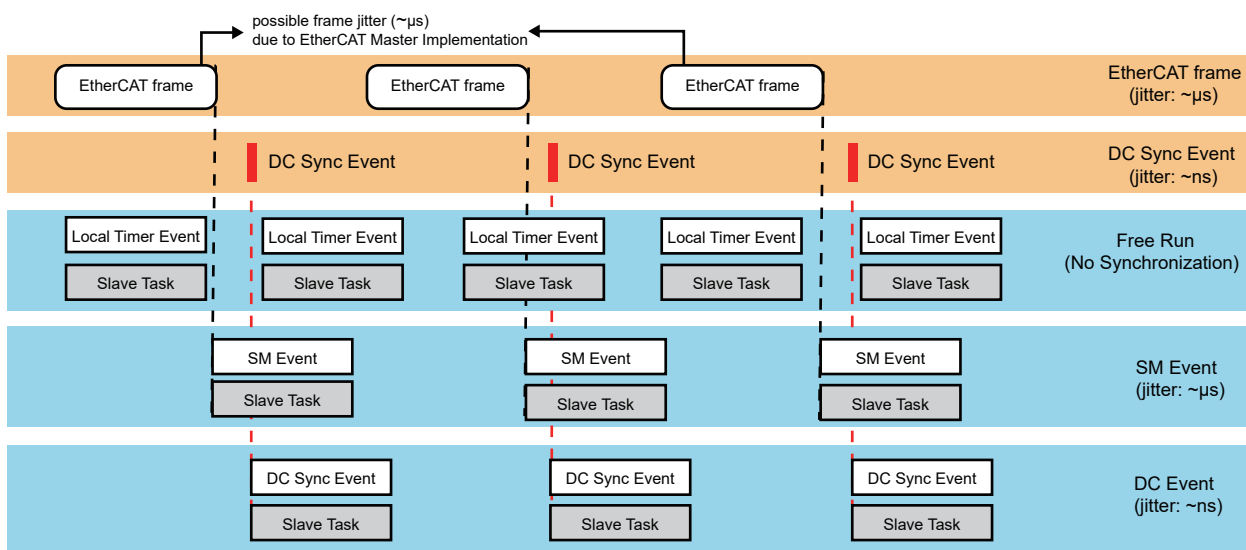 possible frame jitter (~µs)
due to EtherCAT Master Implementation
EtherCAT frame
EtherCAT frame
EtherCAT frame
EtherCAT frame
(jitter: ~µs)
DC Sync Event
DC Sync Event
DC Sync Event
DC Sync Event
(jitter: ~ns)
Local Timer Event
Local Timer Event
Local Timer Event
Local Timer Event
Local Timer Event
Slave Task
Slave Task
Slave Task
Slave Task
Slave Task
Free Run
(No Synchronization)
SM Event
SM Event
SM Event
Slave Task
Slave Task
Slave Task
SM Event
(jitter: ~µs)
DC Sync Event
DC Sync Event
DC Sync Event
Slave Task
Slave Task
Slave Task
DC Event
(jitter: ~ns)